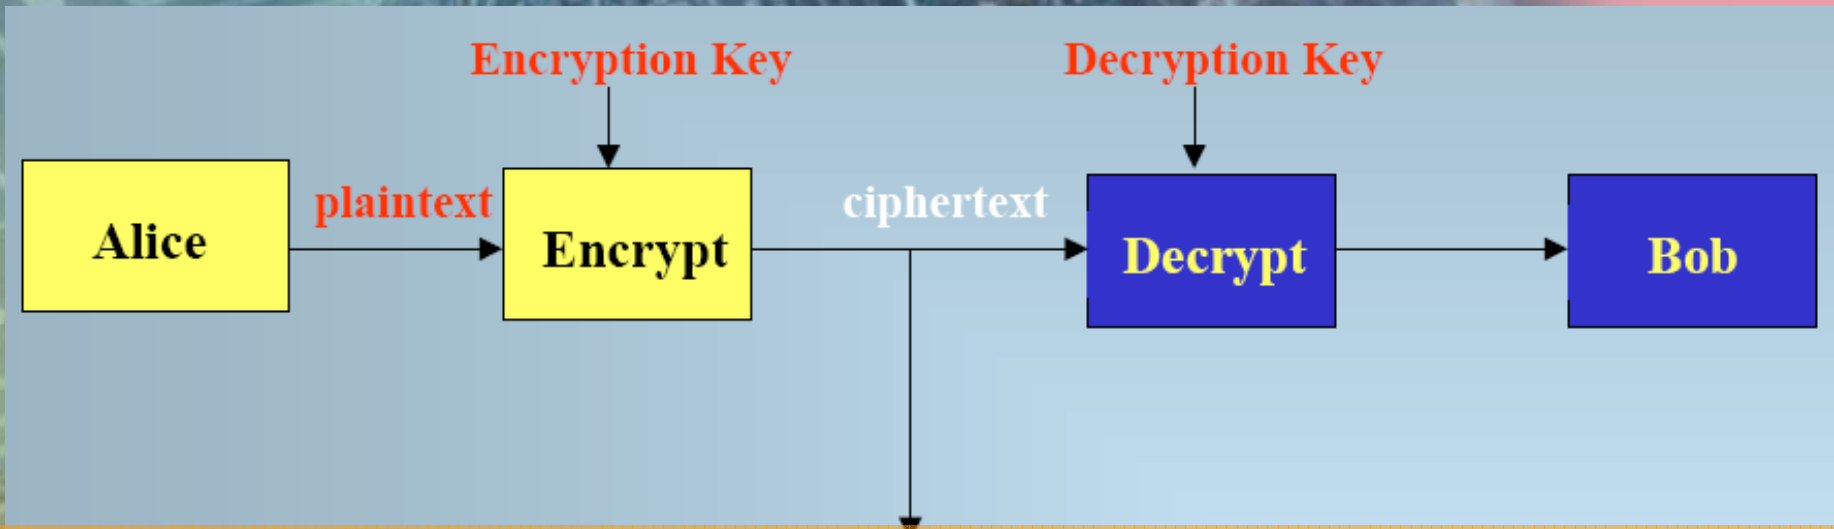 Encryption Key
Decryption Key
Alice
plaintext
Encrypt
ciphertext
Decrypt
Bob